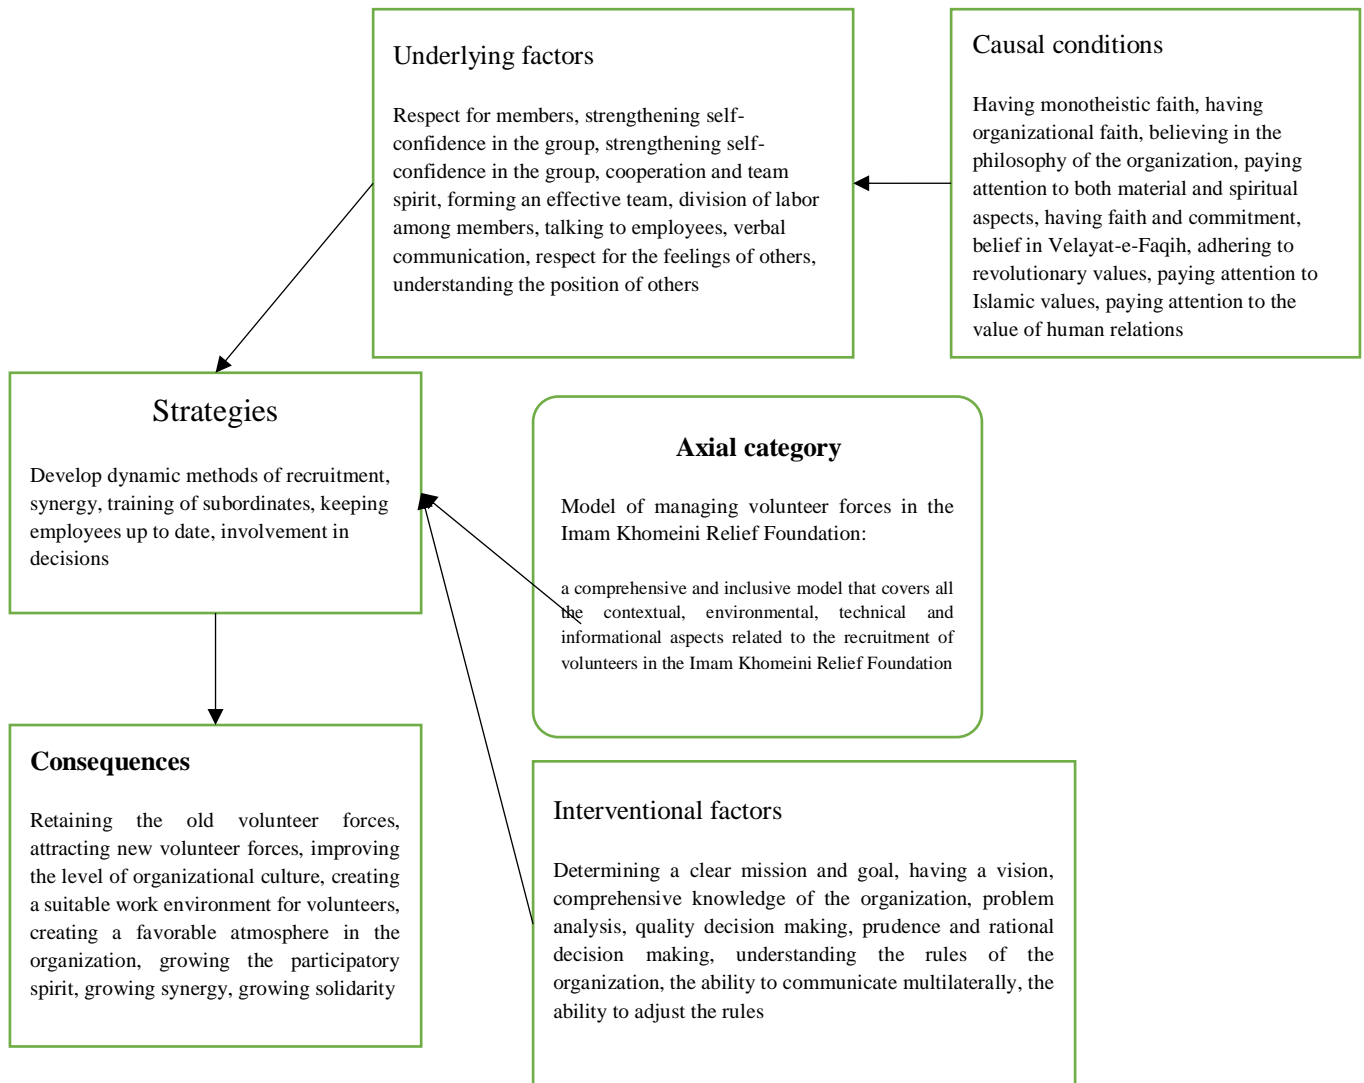 Underlying factors
Respect for members, strengthening self-
confidence in the group, strengthening self-
confidence in the group, cooperation and team
spirit, forming an effective team, division of labor
among members, talking to employees, verbal
communication, respect for the feelings of others,
understanding the position of others
Causal conditions
Having monotheistic faith, having
organizational faith, believing in the
philosophy of the organization, paying
attention to both material and spiritual
aspects, having faith and commitment,
belief in Velayat-e-Faqih, adhering to
revolutionary values, paying attention to
Islamic values, paying attention to the
value of human relations
Strategies
Develop dynamic methods of recruitment,
synergy, training of subordinates, keeping
employees up to date, involvement in
decisions
Axial category
Model of managing volunteer forces in the
Imam Khomeini Relief Foundation:
a comprehensive and inclusive model that covers all
the contextual, environmental, technical and
informational aspects related to the recruitment of
volunteers in the Imam Khomeini Relief Foundation
Consequences
Retaining the old volunteer forces,
attracting new volunteer forces, improving
the level of organizational culture, creating
a suitable work environment for volunteers,
creating a favorable atmosphere in the
organization, growing the participatory
spirit, growing synergy, growing solidarity
Interventional factors
Determining a clear mission and goal, having a vision,
comprehensive knowledge of the organization, problem
analysis, quality decision making, prudence and rational
decision making, understanding the rules of the
organization, the ability to communicate multilaterally, the
ability to adjust the rules